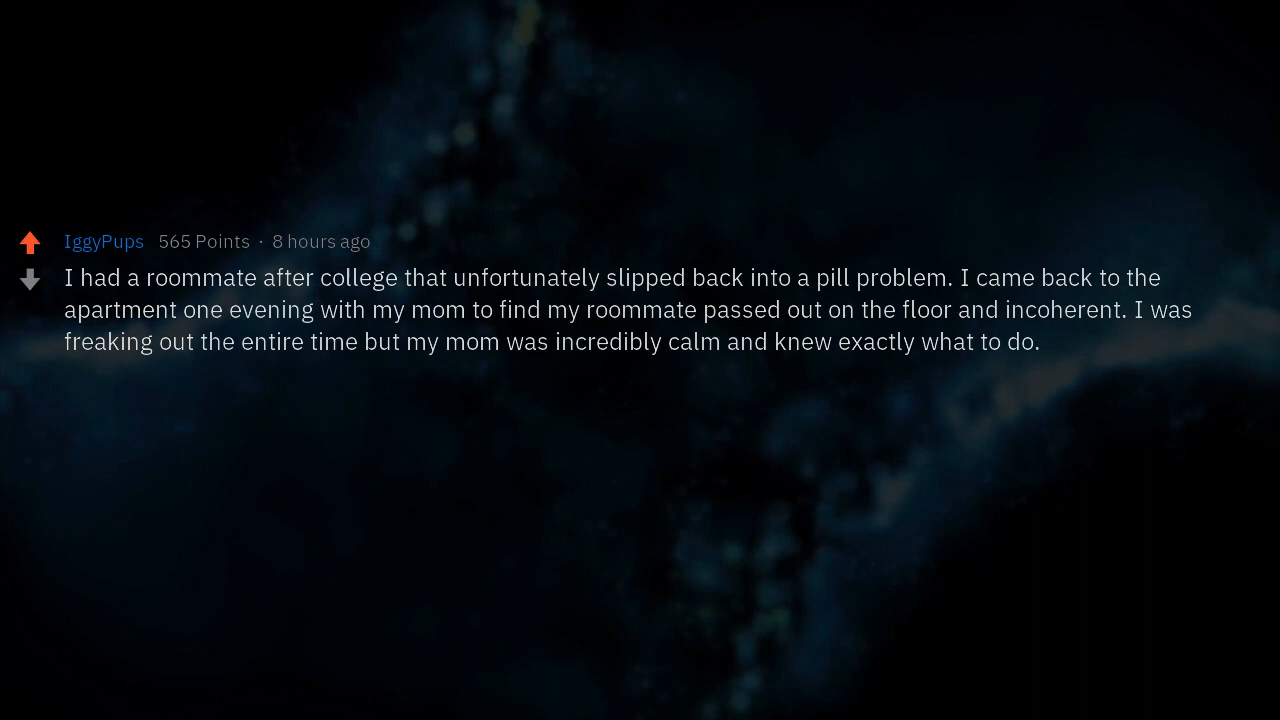 IggyPups 565 Points · 8 hours ago
I had a roommate after college that unfortunately slipped back into a pill problem. I came back to the
apartment one evening with my mom to find my roommate passed out on the floor and incoherent. I was
freaking out the entire time but my mom was incredibly calm and knew exactly what to do.